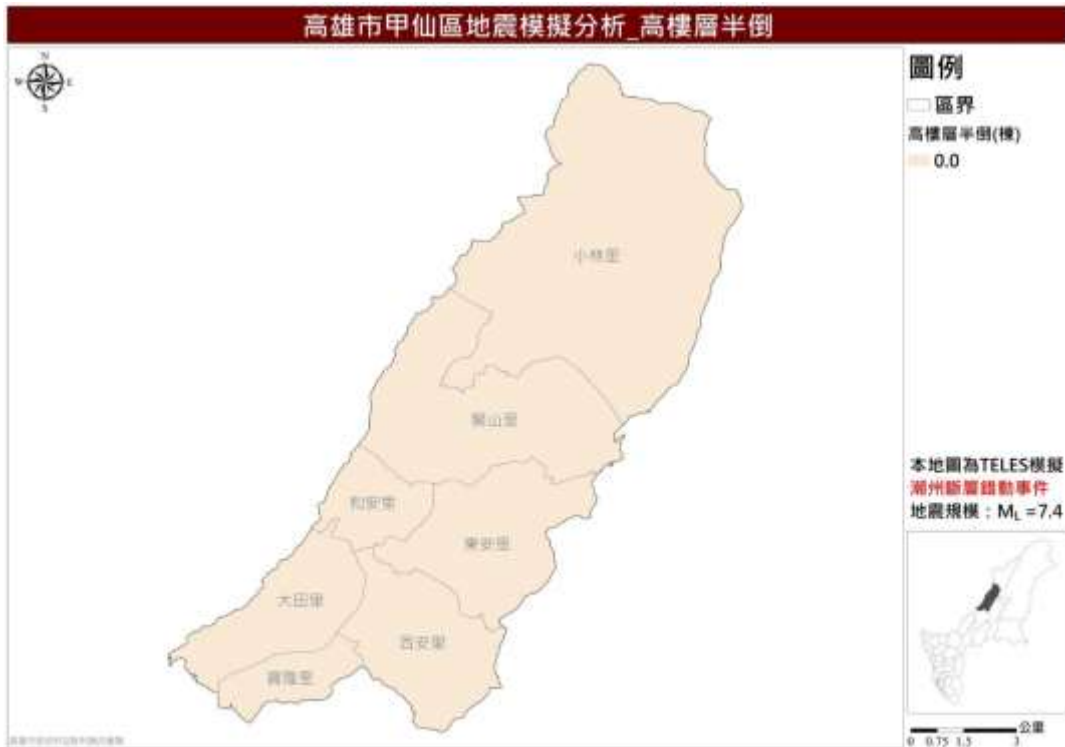 高雄市甲仙區地震模擬分析_高樓層半倒
N
W
E
S
圖例
區界
高樓層半倒(棟)
0.0
小林里
關山里
和安里
東安里
大田里
西安里
寶隆里
本地圖為TELES模擬
潮州斷層錯動事件
地震規模：ML =7.4
公里
0 0.75 1.5 3